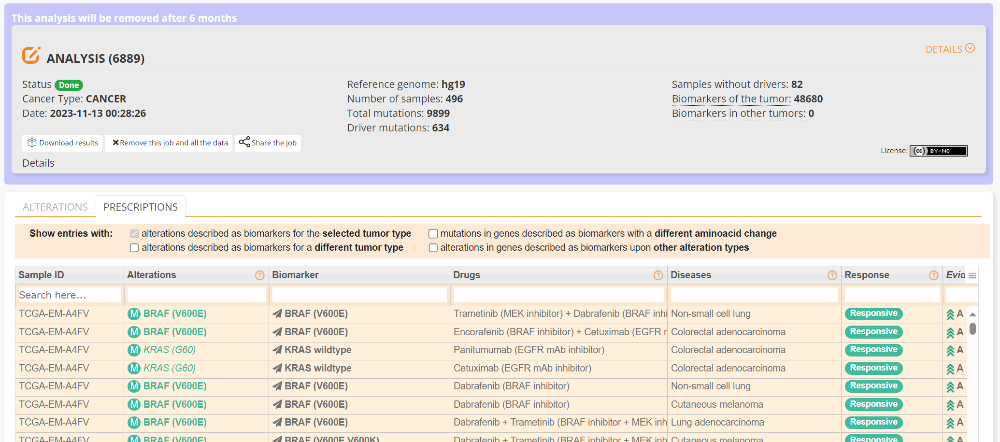 This analysis will be removed after 6 months
ANALYSIS (6889)
DETAILS
Status Done
Cancer Type: CANCER
Date: 2023-11-13 00:28:26
Reference genome: hg19
Number of samples: 496
Total mutations: 9899
Driver mutations: 634
Samples without drivers: 82
Biomarkers of the tumor: 48680
Biomarkers in other tumors: 0
Download results
Remove this job and all the data
Share the job
License: (cc) BY-NC
Details
ALTERATIONS PRESCRIPTIONS
Show entries with: alterations described as biomarkers for the selected tumor type mutations in genes described as biomarkers with a different aminoacid change
alterations described as biomarkers for a different tumor type alterations in genes described as biomarkers upon other alteration types
Sample ID Alterations ? Biomarker Drugs ? Diseases ? Response ? Evid
Search here...
TCGA-EM-A4FV M BRAF (V600E) BRAF (V600E) Trametinib (MEK inhibitor) + Dabrafenib (BRAF inhi Non-small cell lung Responsive A
TCGA-EM-A4FV M BRAF (V600E) BRAF (V600E) Encorafenib (BRAF inhibitor) + Cetuximab (EGFR r Colorectal adenocarcinoma Responsive A
TCGA-EM-A4FV M KRAS (G60) KRAS wildtype Panitumumab (EGFR mAb inhibitor) Colorectal adenocarcinoma Responsive A
TCGA-EM-A4FV M KRAS (G60) KRAS wildtype Cetuximab (EGFR mAb inhibitor) Colorectal adenocarcinoma Responsive A
TCGA-EM-A4FV M BRAF (V600E) BRAF (V600E) Dabrafenib (BRAF inhibitor) Non-small cell lung Responsive A
TCGA-EM-A4FV M BRAF (V600E) BRAF (V600E) Dabrafenib (BRAF inhibitor) Cutaneous melanoma Responsive A
TCGA-EM-A4FV M BRAF (V600E) BRAF (V600E) Dabrafenib + Trametinib (BRAF inhibitor + MEK inh Lung adenocarcinoma Responsive A
TCGA-EM-A4FV M BRAF (V600E) BRAF (V600E,V600K) Dabrafenib + Trametinib (BRAF inhibitor + MEK inh Cutaneous melanoma Responsive A